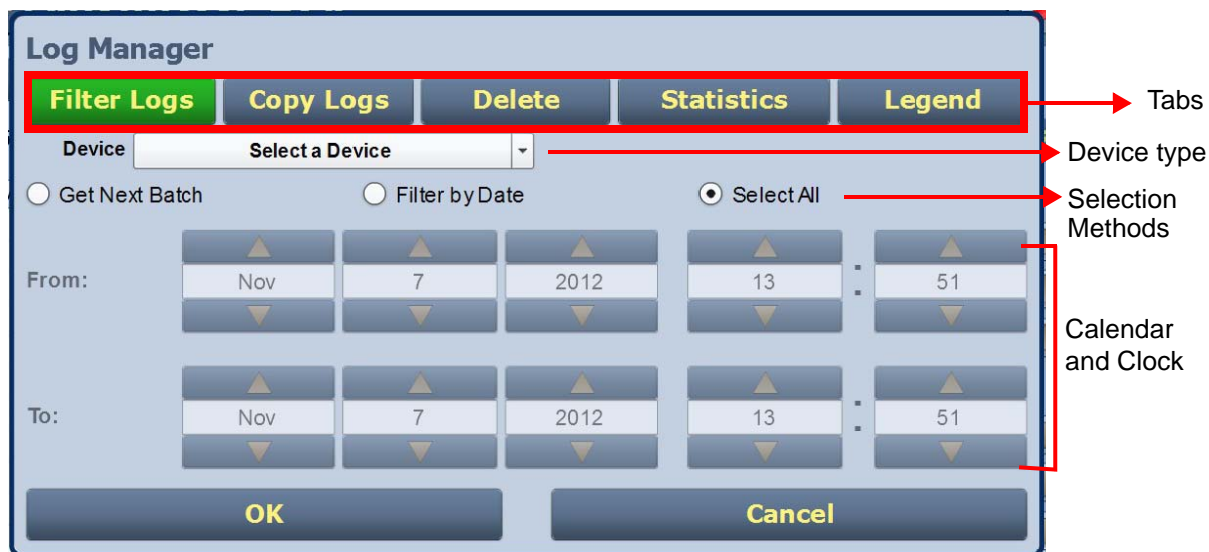 Log Manager
Filter Logs Copy Logs Delete Statistics Legend
Tabs
Device Select a Device
Device type
Get Next Batch Filter by Date Select All
Selection
Methods
From: Nov 7 2012 13 : 51
Calendar
and Clock
To: Nov 7 2012 13 : 51
OK Cancel